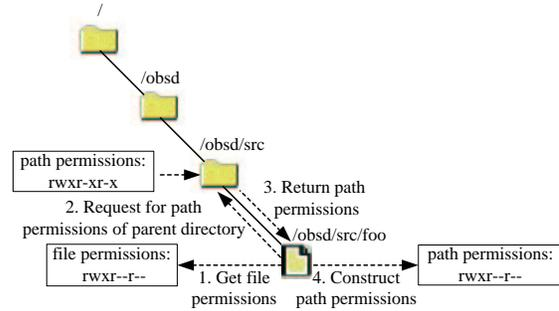 /
/obsd
/obsd/src
path permissions:
rwxr-xr-x
3. Return path
permissions
2. Request for path
permissions of parent directory
/obsd/src/foo
file permissions:
rwxr--r--
1. Get file
permissions
4. Construct
path permissions
path permissions:
rwxr--r--